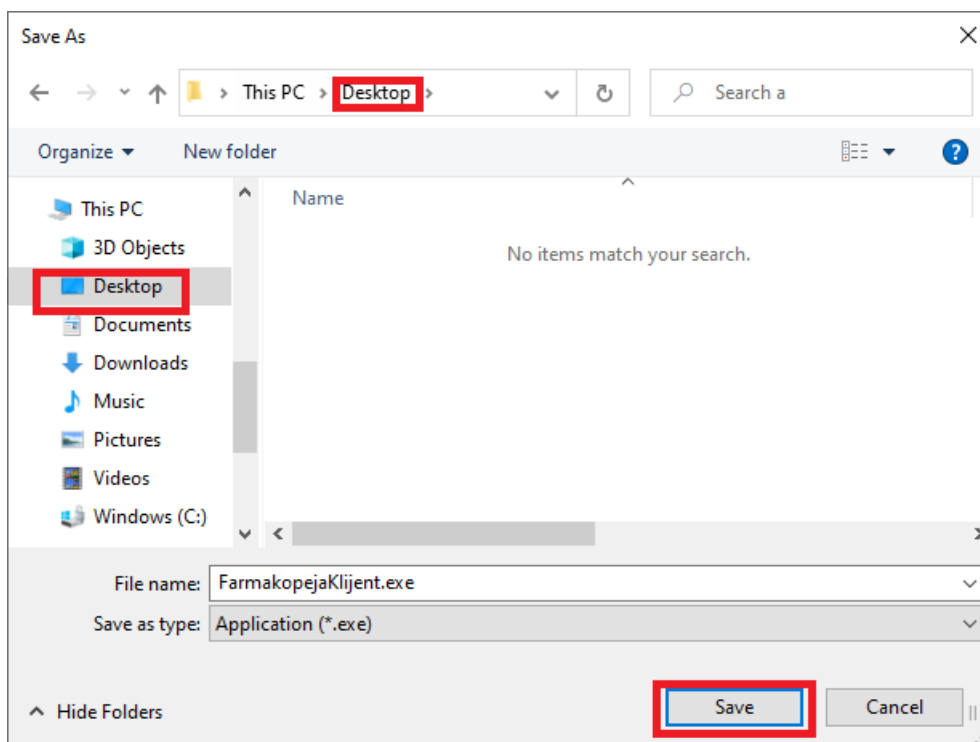 Save As
This PC > Desktop >
Search a
Organize New folder
?
Name
This PC
3D Objects
No items match your search.
Desktop
Documents
Downloads
Music
Pictures
Videos
Windows (C:)
File name: FarmakopejaKlijent.exe
Save as type: Application (*.exe)
Hide Folders Save Cancel